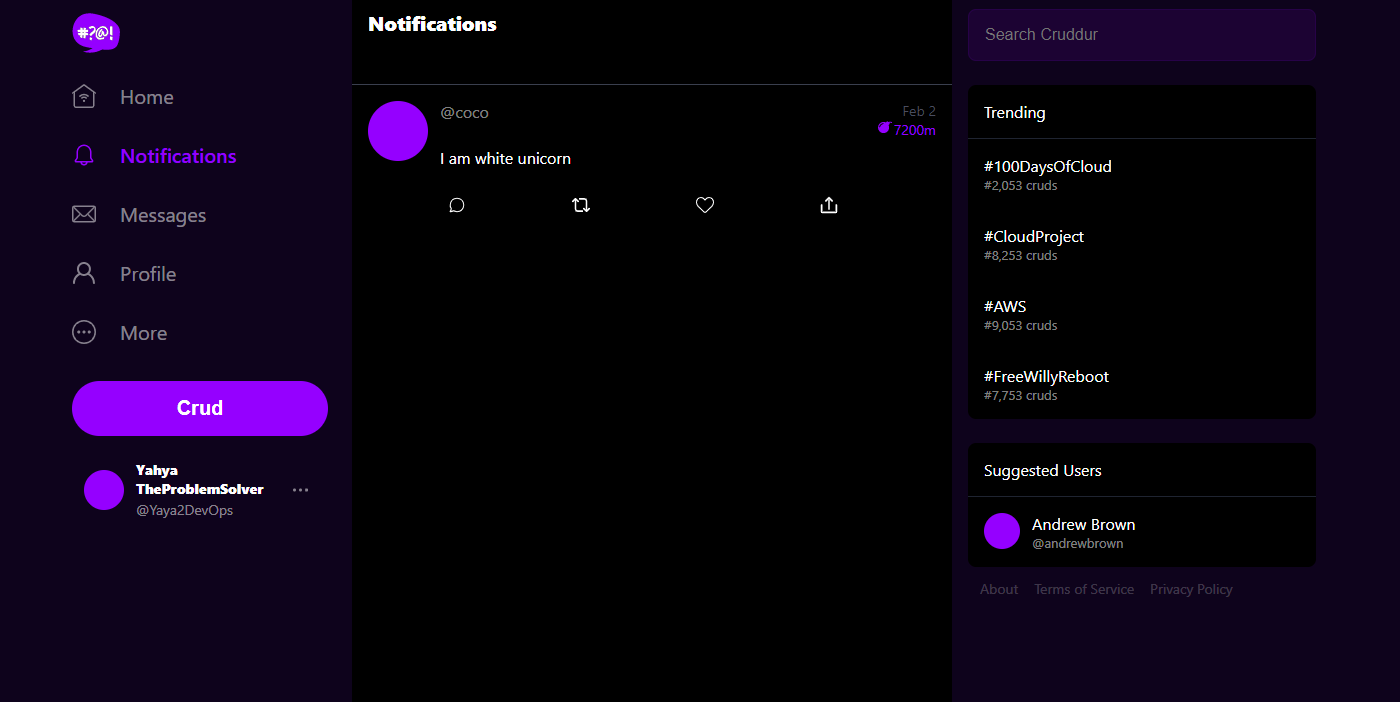 #?@!
Home
Notifications
Messages
Profile
More
Crud
Yahya
TheProblemSolver
@Yaya2DevOps
Notifications
@coco
Feb 2
7200m
I am white unicorn
Search Cruddur
Trending
#100DaysOfCloud
#2,053 cruds
#CloudProject
#8,253 cruds
#AWS
#9,053 cruds
#FreeWillyReboot
#7,753 cruds
Suggested Users
Andrew Brown
@andrewbrown
About Terms of Service Privacy Policy